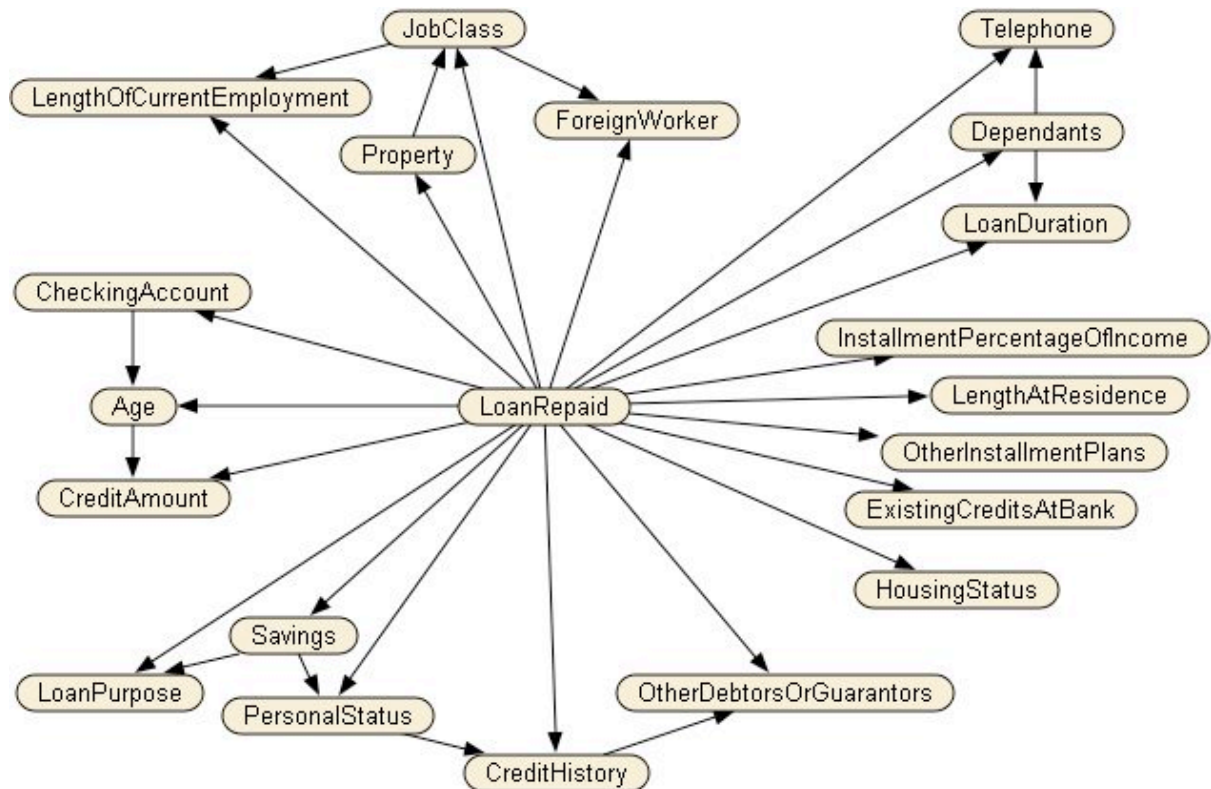 JobClass
Telephone
LengthOfCurrentEmployment
ForeignWorker
Dependants
Property
LoanDuration
CheckingAccount
InstallmentPercentageOfIncome
LengthAtResidence
Age
LoanRepaid
OtherInstallmentPlans
CreditAmount
ExistingCreditsAtBank
HousingStatus
Savings
LoanPurpose
OtherDebtorsOrGuarantors
PersonalStatus
CreditHistory